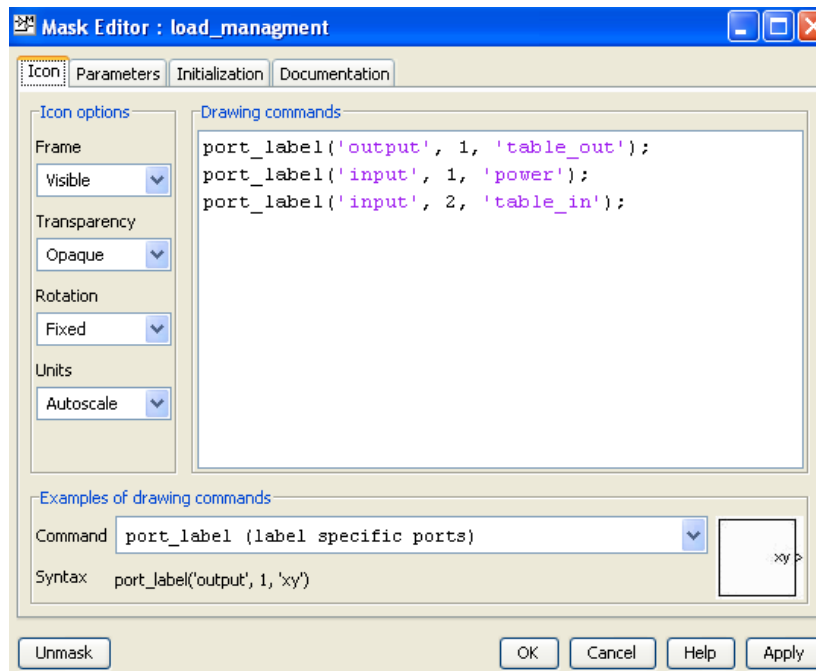 Mask Editor : load_managment
Icon Parameters Initialization Documentation
Icon options
Frame
Visible
Transparency
Opaque
Rotation
Fixed
Units
Autoscale
Drawing commands
port_label('output', 1, 'table_out');
port_label('input', 1, 'power');
port_label('input', 2, 'table_in');
Examples of drawing commands
Command port_label (label specific ports)
Syntax port_label('output', 1, 'xy')
xy
Unmask OK Cancel Help Apply